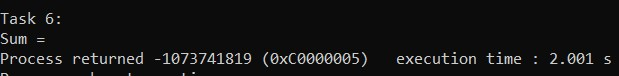 Task 6:
Sum =
Process returned -1073741819 (0xC0000005)   execution time : 2.001 s